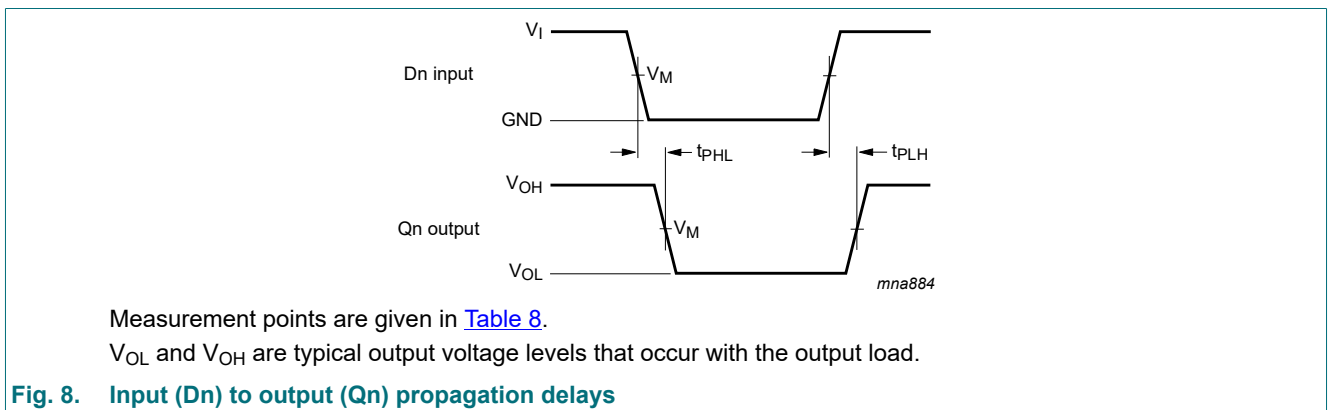 VI
Dn input
VM
GND
tPHL
tPLH
VOH
Qn output
VM
VOL
mna884
Measurement points are given in Table 8.
VOL and VOH are typical output voltage levels that occur with the output load.
Fig. 8. Input (Dn) to output (Qn) propagation delays